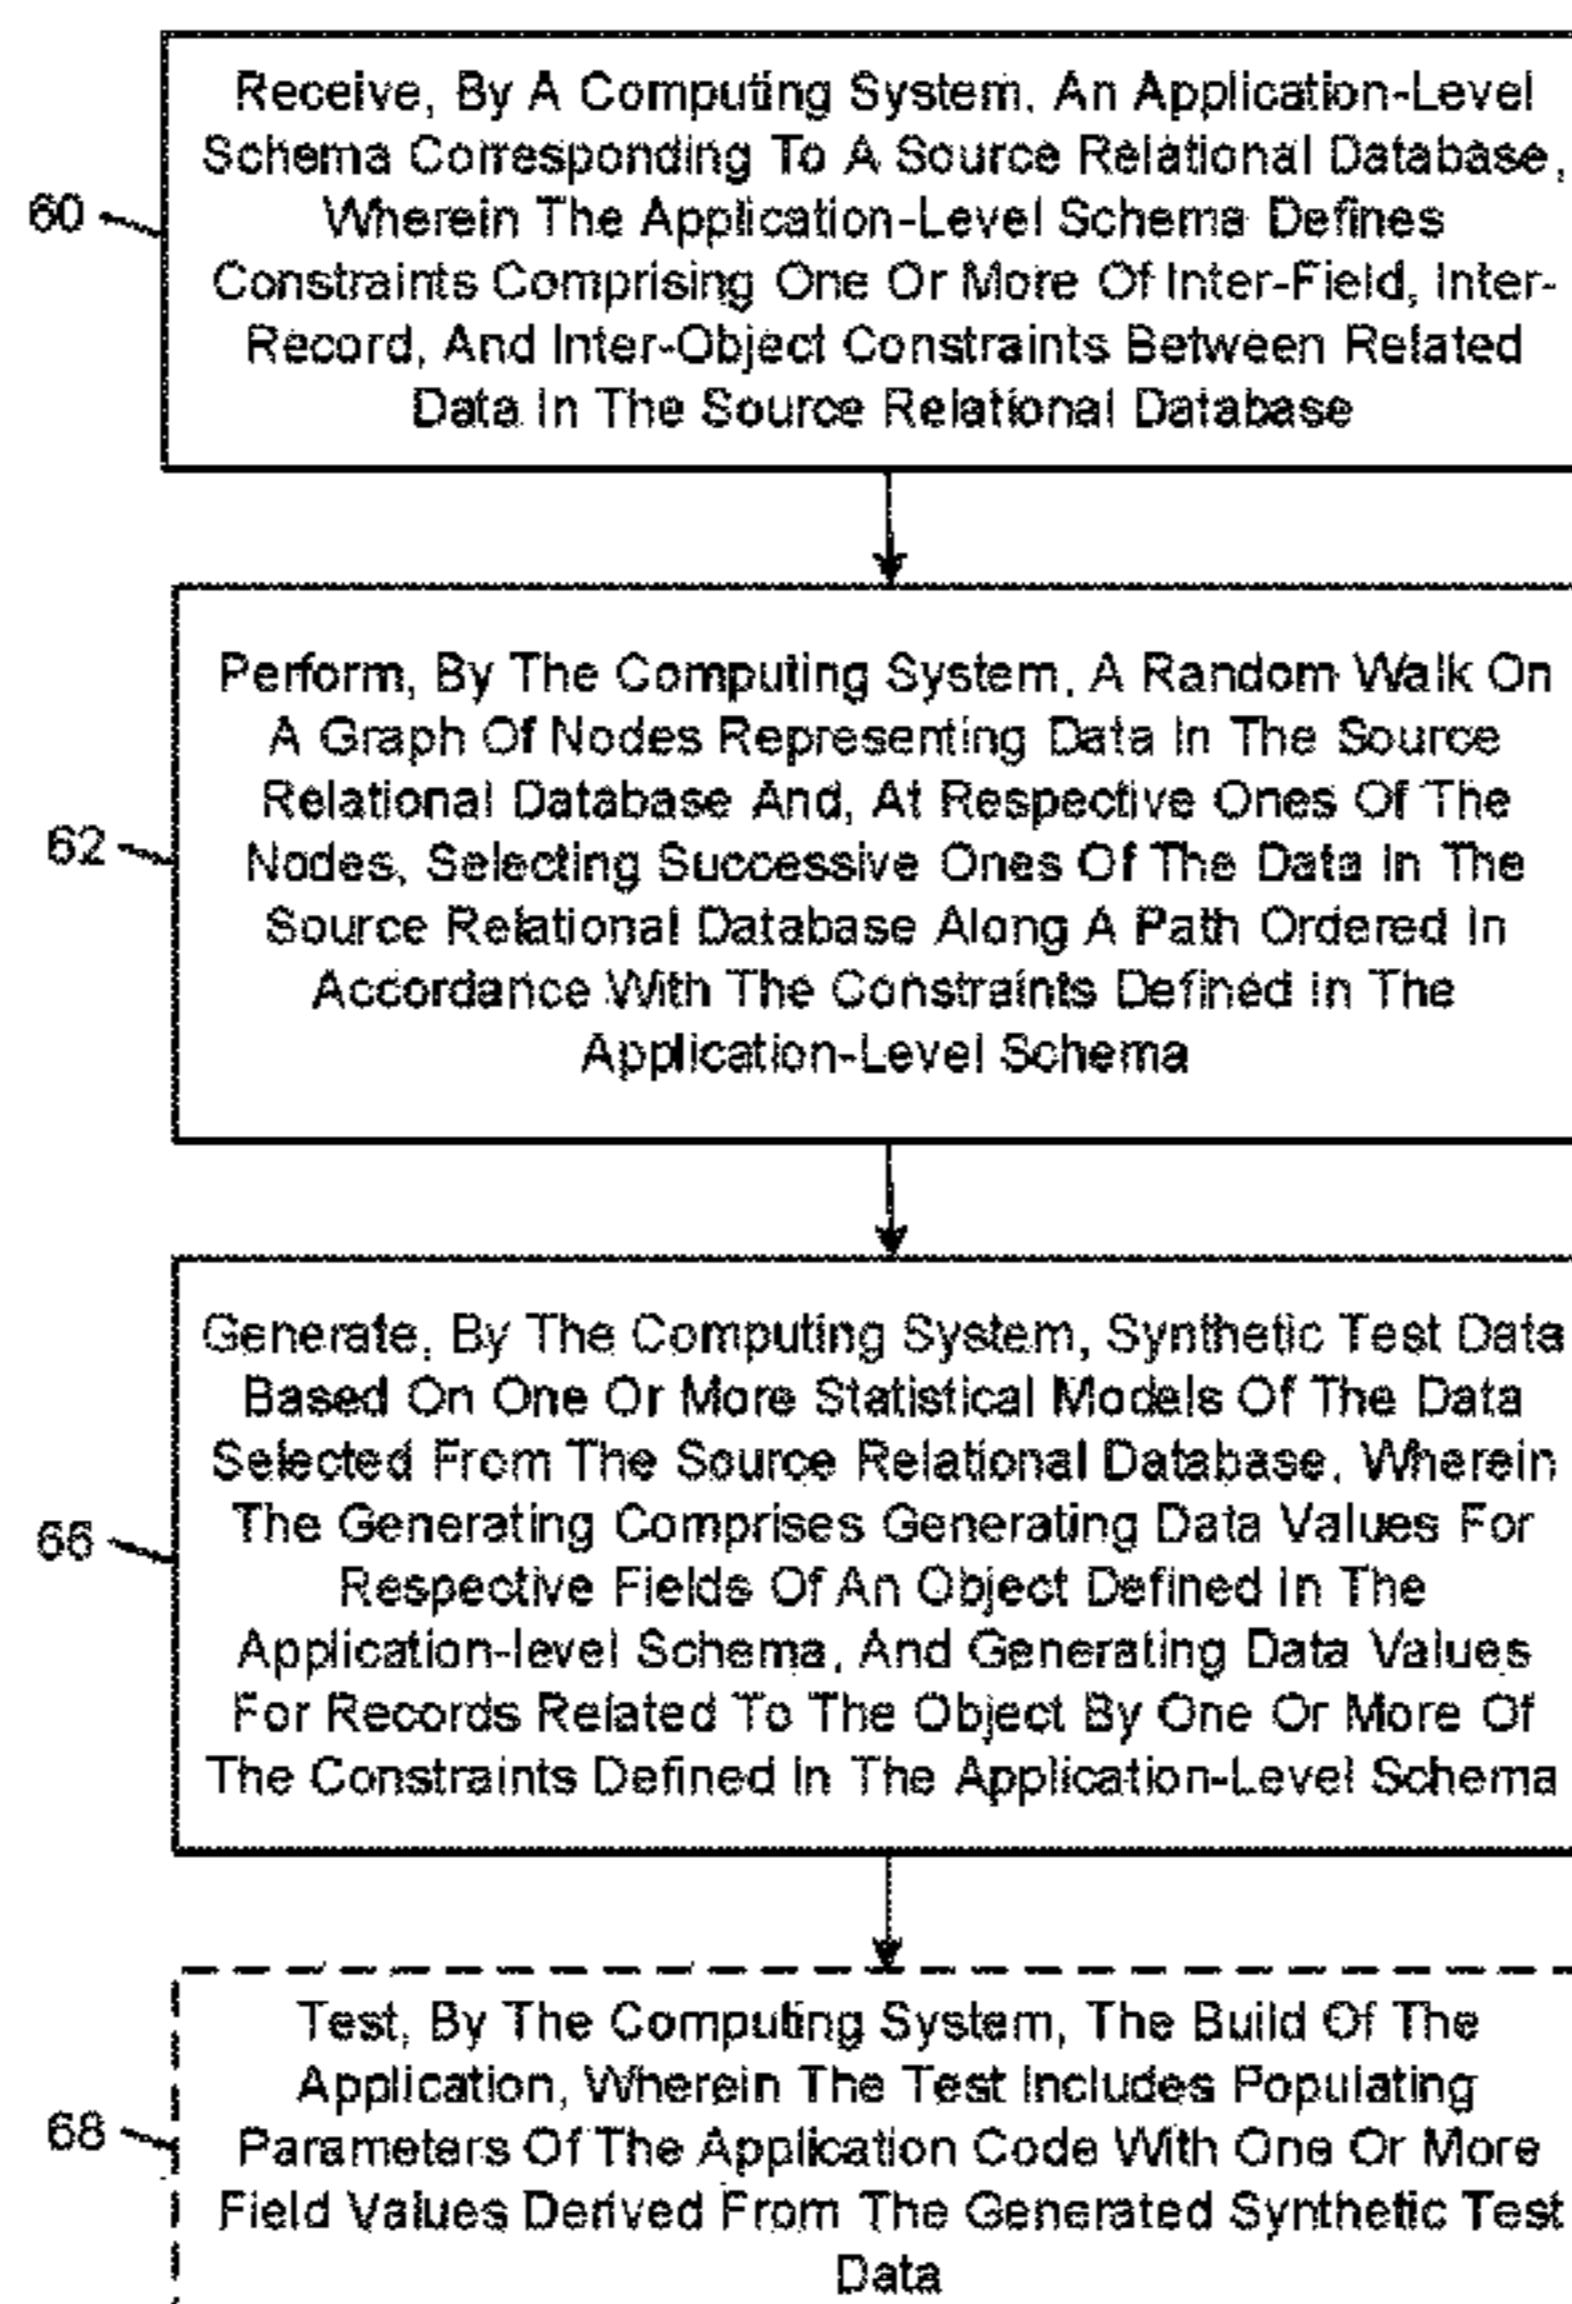 Receive, By A Computing System, An Application-Level
Schema Corresponding To A Source Relational Database,
60
Wherein The Application-Level Schema Defines
Constraints Comprising One Or More Of Inter-Field, Inter-
Record, And Inter-Object Constraints Between Related
Data In The Source Relational Database
Perform, By The Computing System, A Random Walk On
A Graph Of Nodes Representing Data In The Source
Relational Database And, At Respective Ones Of The
62
Nodes, Selecting Successive Ones Of The Data In The
Source Relational Database Along A Path Ordered In
Accordance With The Constraints Defined In The
Application-Level Schema
Generate, By The Computing System, Synthetic Test Data
Based On One Or More Statistical Models Of The Data
Selected From The Source Relational Database, Wherein
66
The Generating Comprises Generating Data Values For
Respective Fields Of An Object Defined In The
Application-level Schema, And Generating Data Values
For Records Related To The Object By One Or More Of
The Constraints Defined In The Application-Level Schema
Test, By The Computing System, The Build Of The
Application, Wherein The Test Includes Populating
68
Parameters Of The Application Code With One Or More
Field Values Derived From The Generated Synthetic Test
Data